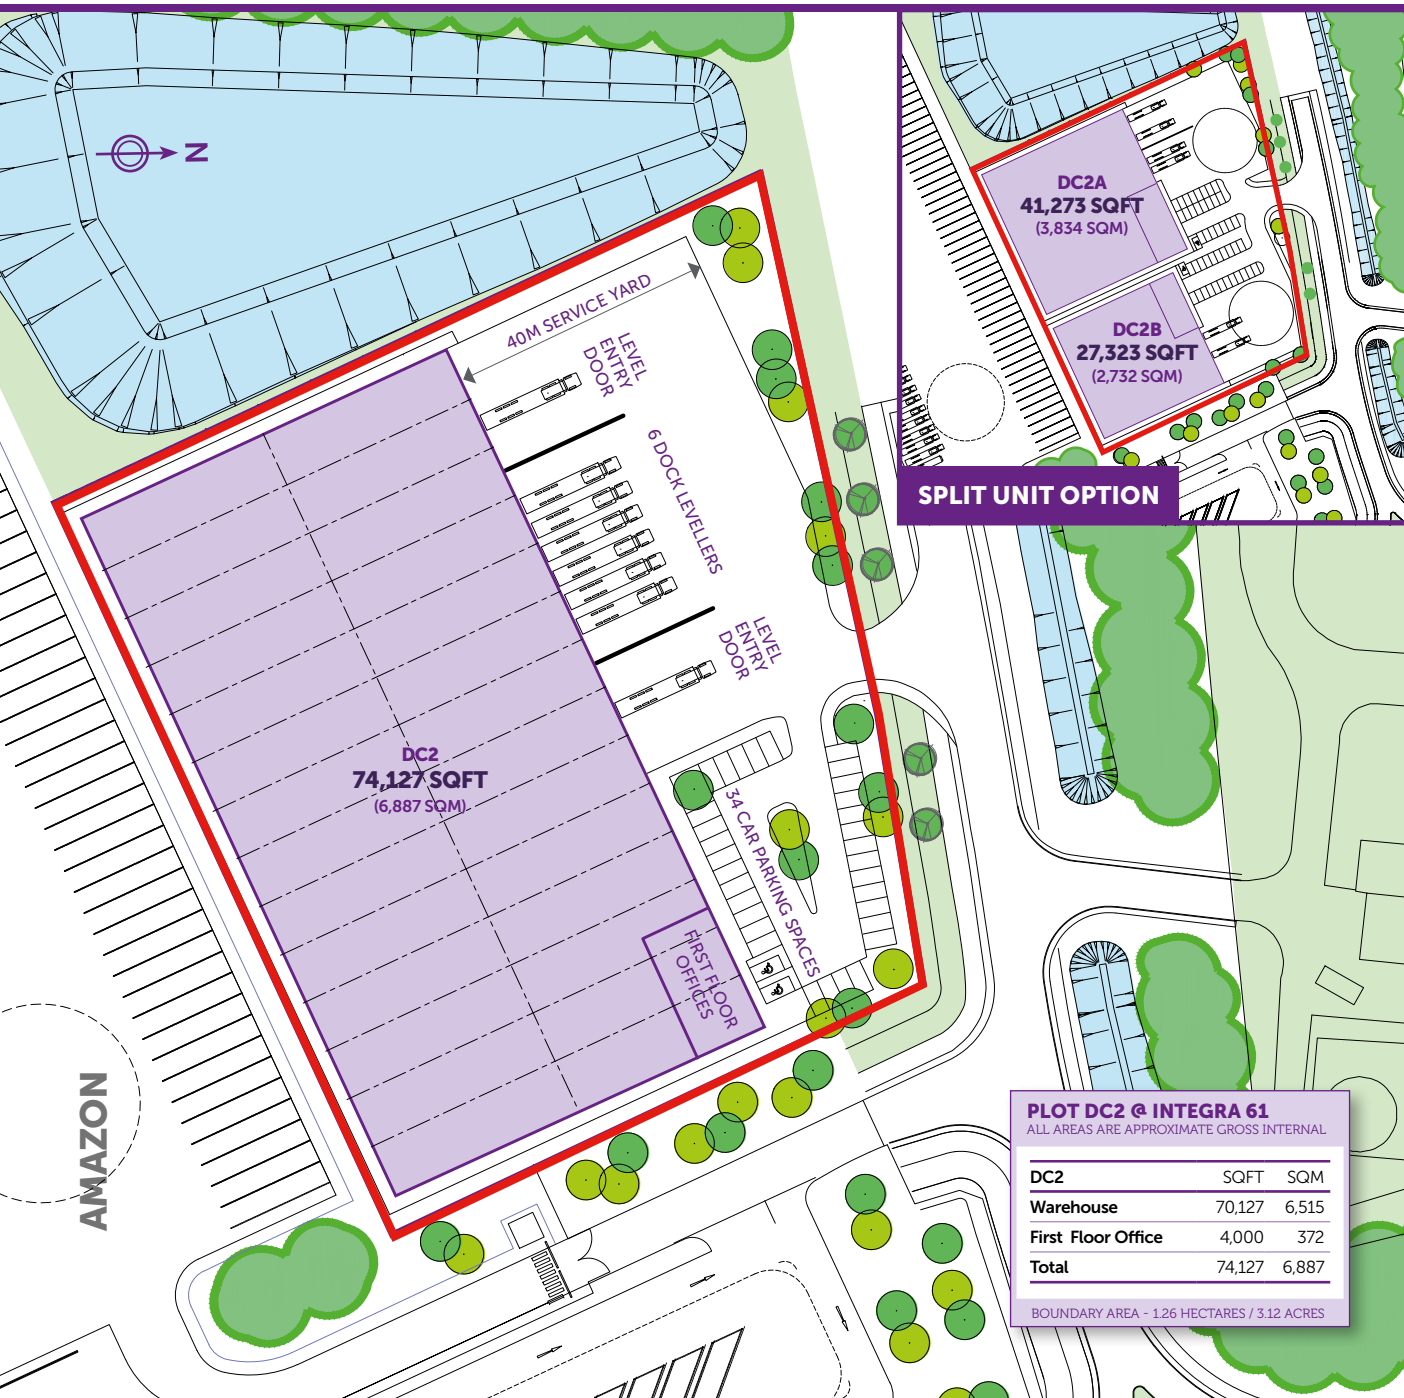 N
40M SERVICE YARD
LEVEL
ENTRY
DOOR
6 DOCK LEVELLERS
LEVEL
ENTRY
DOOR
DC2
74,127 SQFT
(6,887 SQM)
34 CAR PARKING SPACES
FIRST FLOOR
OFFICES
AMAZON
DC2A
41,273 SQFT
(3,834 SQM)
DC2B
27,323 SQFT
(2,732 SQM)
SPLIT UNIT OPTION
PLOT DC2 @ INTEGRA 61
ALL AREAS ARE APPROXIMATE GROSS INTERNAL
DC2 SQFT SQM
Warehouse 70,127 6,515
First Floor Office 4,000 372
Total 74,127 6,887
BOUNDARY AREA - 1.26 HECTARES / 3.12 ACRES